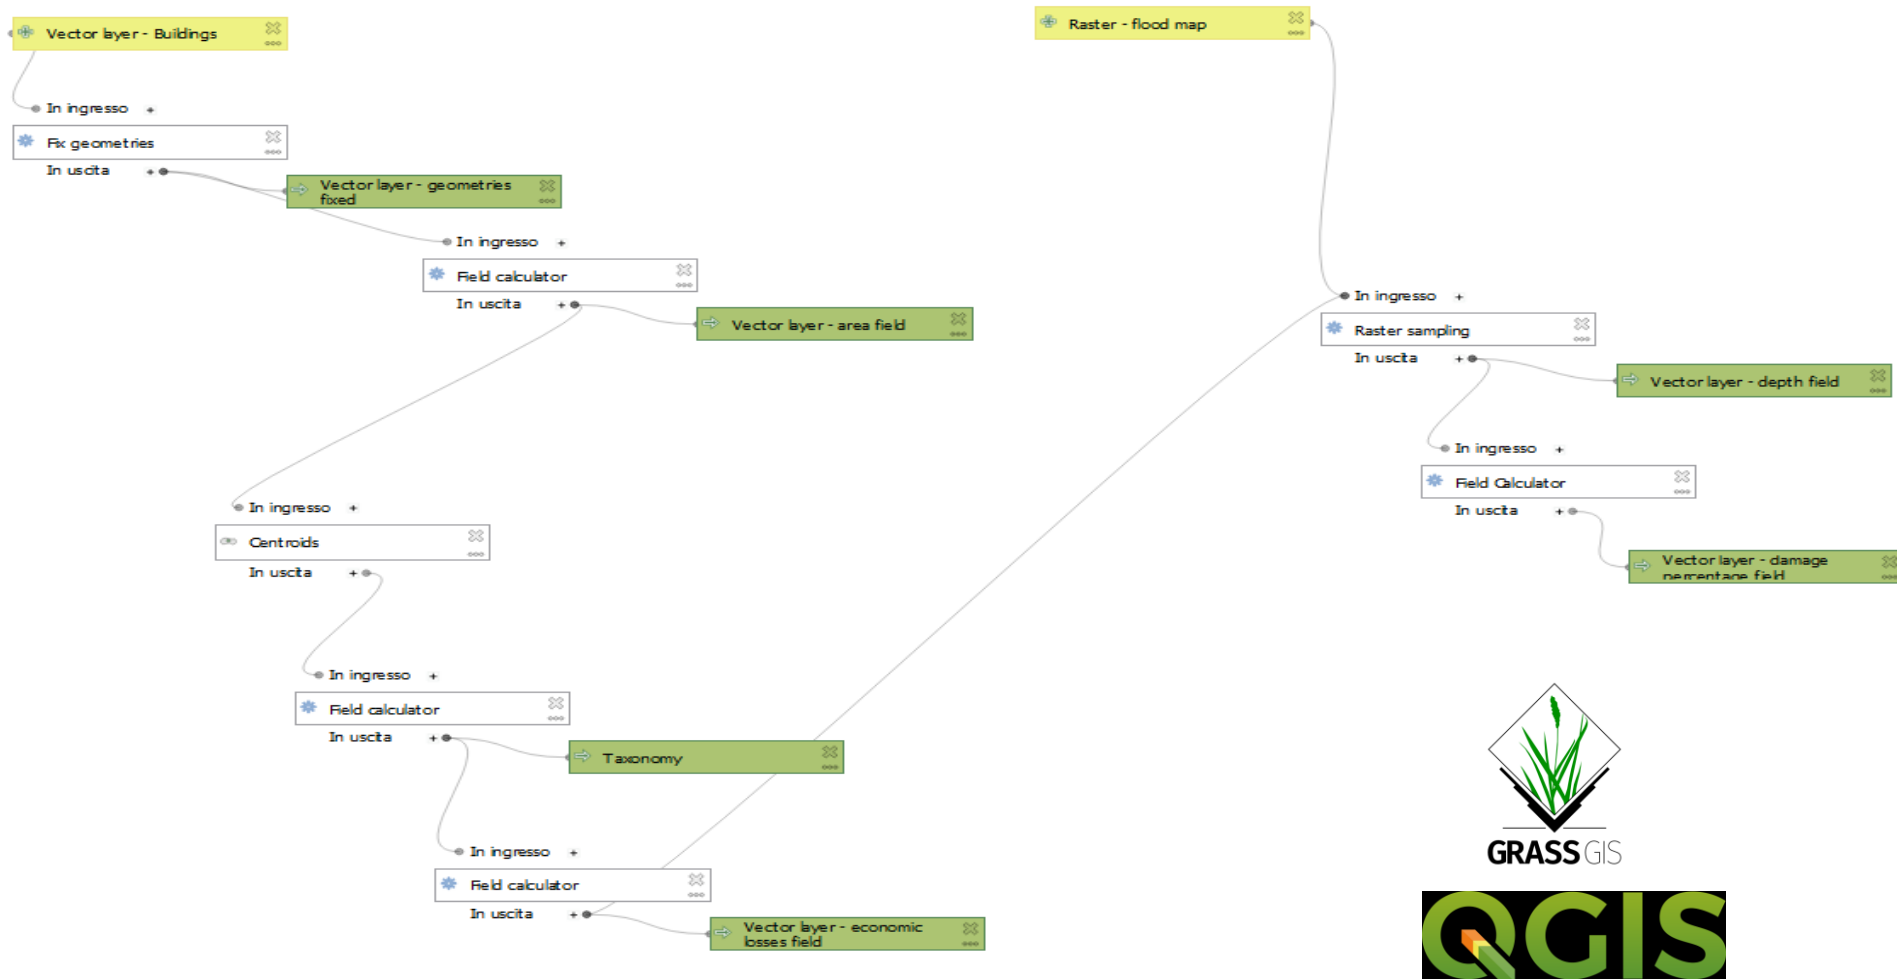 Vector layer - Buildings
In ingresso +
Fix geometries
In uscita +
Vector layer - geometries
fixed
In ingresso +
Field calculator
In uscita +
Vector layer - area field
In ingresso +
Centroids
In uscita +
In ingresso +
Field calculator
In uscita +
Taxonomy
In ingresso +
Field calculator
In uscita +
Vector layer - economic
losses field
Raster - flood map
In ingresso +
Raster sampling
In uscita +
Vector layer - depth field
In ingresso +
Field Calculator
In uscita +
Vector layer - damage
percentage field
GRASS GIS
QGIS